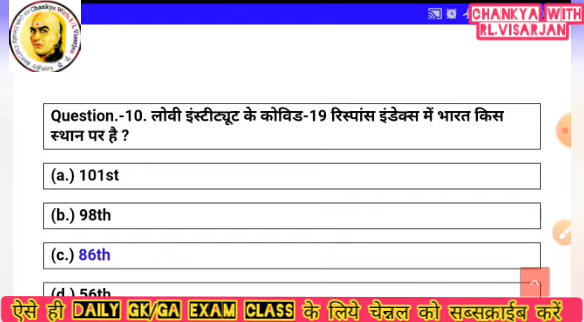 CHANKYA WITH
RL.VISARJAN
Question.-10. लोवी इंस्टीट्यूट के कोविड-19 रिस्पांस इंडेक्स में भारत किस
स्थान पर है ?
(a.) 101st
(b.) 98th
(c.) 86th
(d.) 56th
ऐसे ही DAILY GK/GA EXAM CLASS के लिये चेन्नल को सब्सक्राईब करें